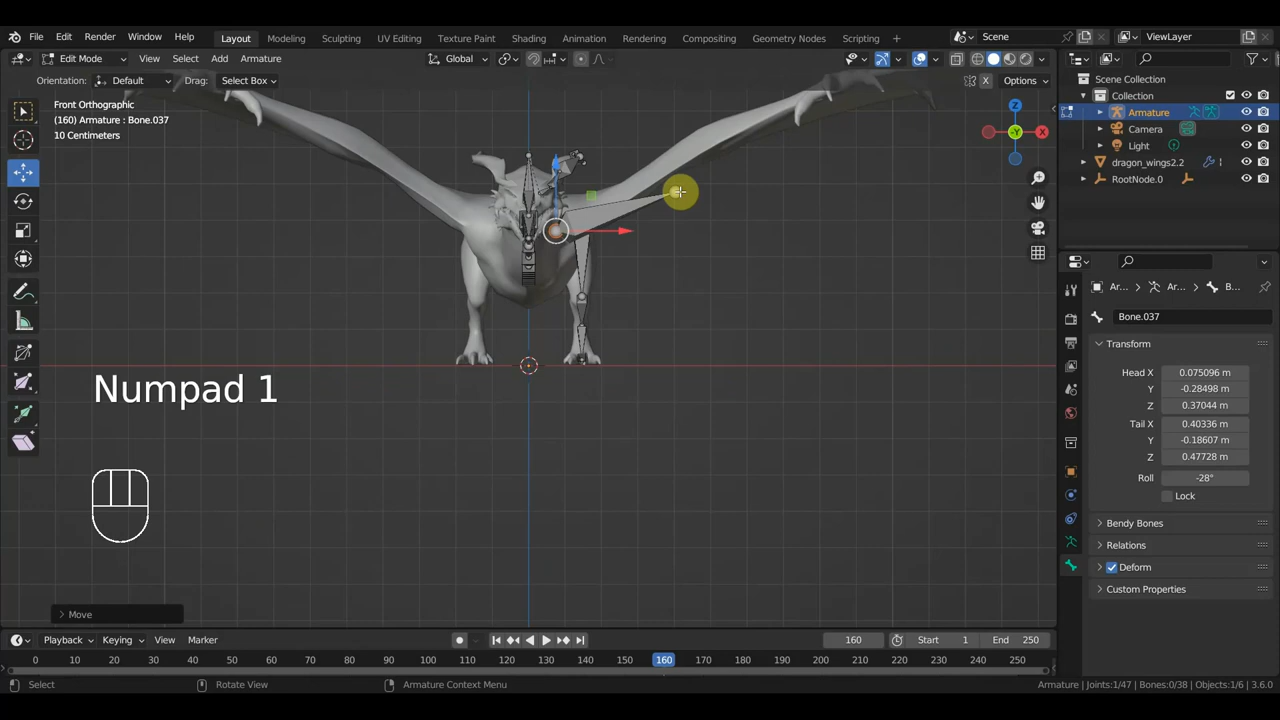 File Edit Render Window Help Layout Modeling Sculpting UV Editing Texture Paint Shading Animation Rendering Compositing Geometry Nodes Scripting Scene ViewLayer
Edit Mode View Select Add Armature Global
Orientation: Default Drag: Select Box X Options
Front Orthographic
(160) Armature : Bone.037
10 Centimeters
Z
X
-Y
Numpad 1
Move
Scene Collection
Collection
Armature
Camera
Light
dragon_wings2.2 1
RootNode.0
Ar... Ar... B...
Bone.037
Transform
Head X 0.075096 m
Y -0.28498 m
Z 0.37044 m
Tail X 0.40336 m
Y -0.18607 m
Z 0.47728 m
Roll -28°
Lock
Bendy Bones
Relations
Deform
Custom Properties
Playback Keying View Marker 160 Start 1 End 250
0 10 20 30 40 50 60 70 80 90 100 110 120 130 140 150 160 170 180 190 200 210 220 230 240 250
Select Rotate View Armature Context Menu Armature | Joints:1/47 | Bones:0/38 | Objects:1/6 | 3.6.0